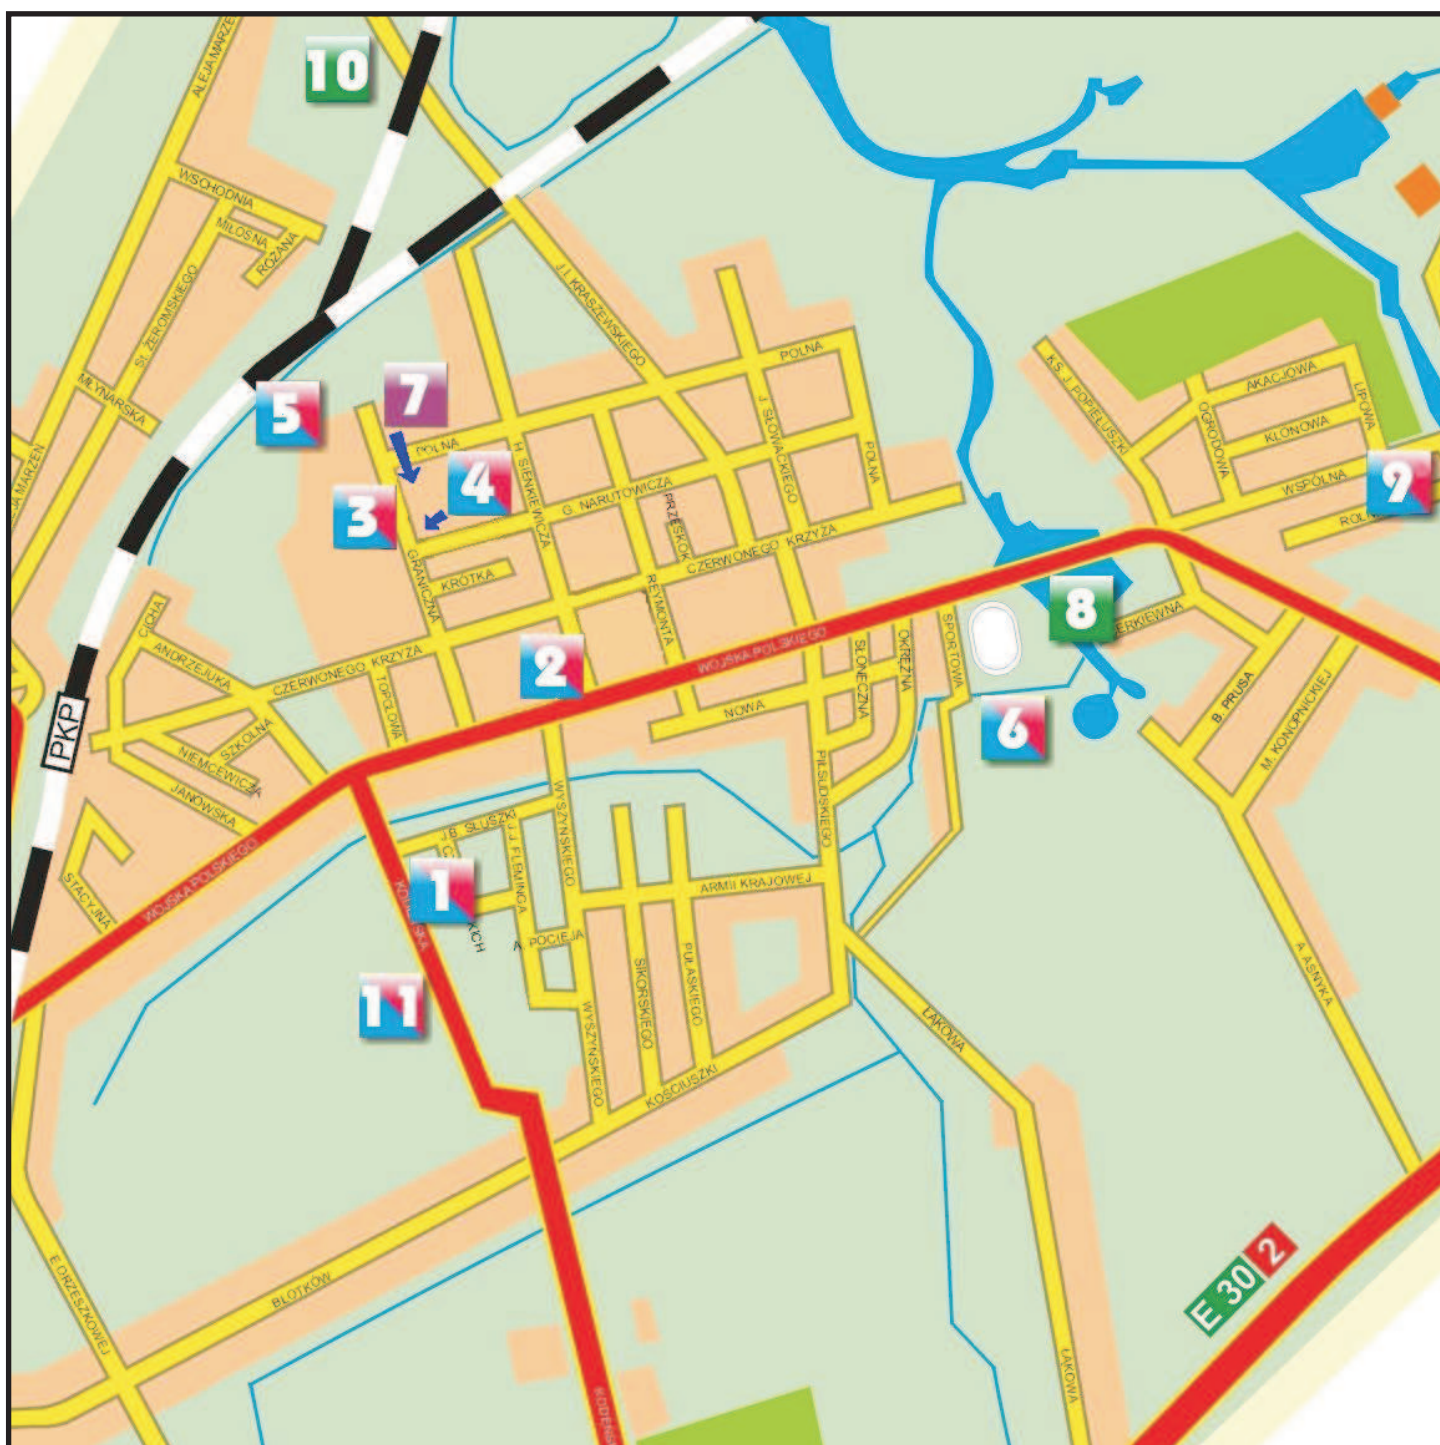 ALEJA MARZEŃ
10
WSCHODNIA
MIŁOSNA
RÓŻANA
St. ŻEROMSKIEGO
J.I. KRASZEWSKIEGO
POLNA
KS. J. POPIEŁUSZKI
AKACJOWA
LIPOWA
MŁYNARSKA
5
7
J. SŁOWACKIEGO
OGRODOWA
KLONOWA
POLNA
H. SIENKIEWICZA
POLNA
4
G. NARUTOWICZA
WSPÓLNA
9
3
PRZESKOK
GRANICZNA
KRÓTKA
CZERWONEGO KRZYŻA
REYMONTA
8
CICHA
ANDRZEJUKA
CZERWONEGO KRZYŻA
2
WOJSKA POLSKIEGO
SŁONECZNA
OKRĘŻNA
SPORTOWA
TOPOLOWA
NOWA
6
B. PRUSA
M. KONOPNICKIEJ
PKP
SZKOLNA
NIEMCEWICZA
JANOWSKA
WYSZYŃSKIEGO
PIŁSUDSKIEGO
J.B. SŁUSZKI
J.J. FLEMINGA
STACYJNA
WOJSKA POLSKIEGO
1
ARMII KRAJOWEJ
A. POCIEJA
KICH
SIKORSKIEGO
PUŁASKIEGO
A. ASNYKA
11
WYSZYŃSKIEGO
ŁĄKOWA
KOŚCIUSZKI
E. ORZESZKOWEJ
BŁOTKÓW
E 30 2
ŁĄKOWA